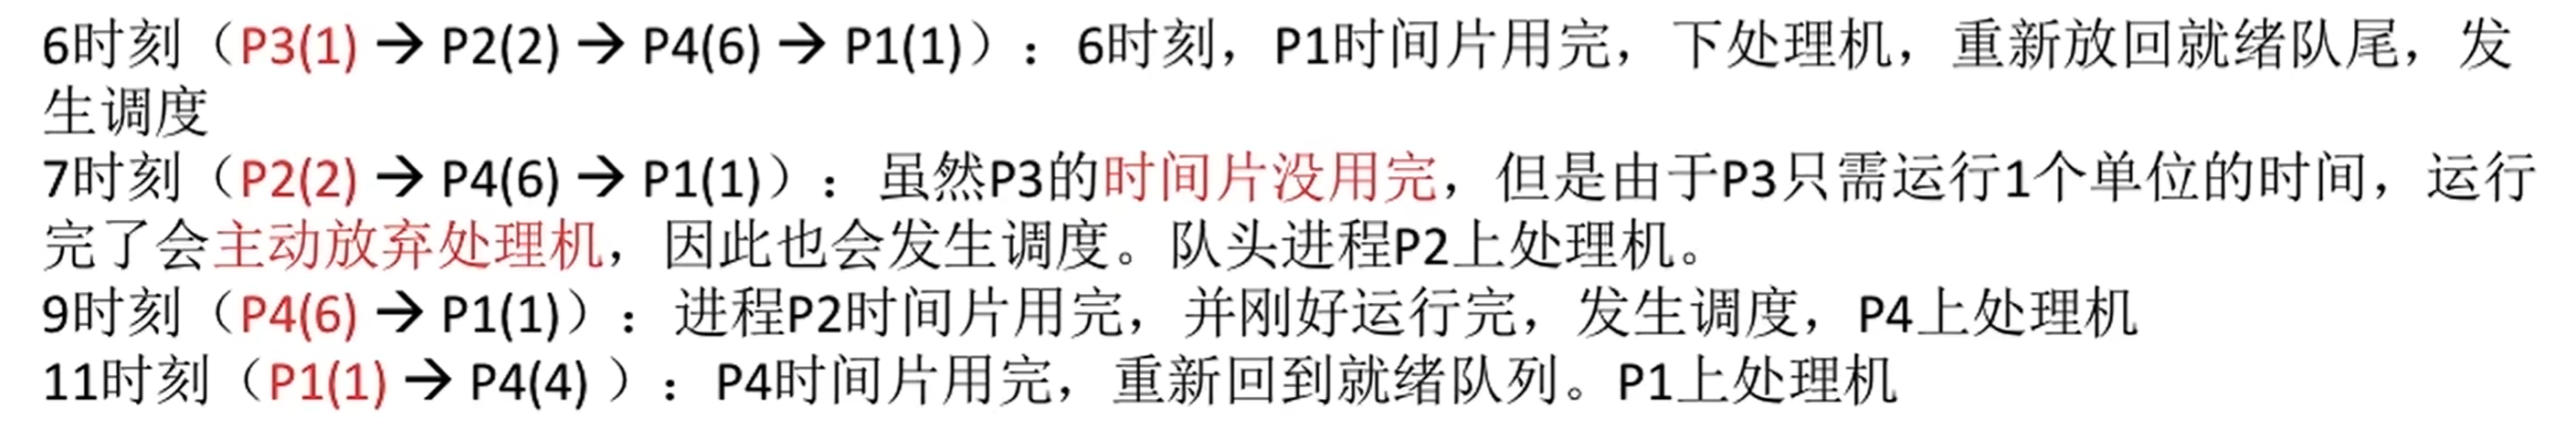 6时刻（P3(1) → P2(2) → P4(6) → P1(1)）：6时刻，P1时间片用完，下处理机，重新放回就绪队尾，发
生调度
7时刻（P2(2) → P4(6) → P1(1)）：虽然P3的时间片没用完，但是由于P3只需运行1个单位的时间，运行
完了会主动放弃处理机，因此也会发生调度。队头进程P2上处理机。
9时刻（P4(6) → P1(1)）：进程P2时间片用完，并刚好运行完，发生调度，P4上处理机
11时刻（P1(1) → P4(4) ）：P4时间片用完，重新回到就绪队列。P1上处理机